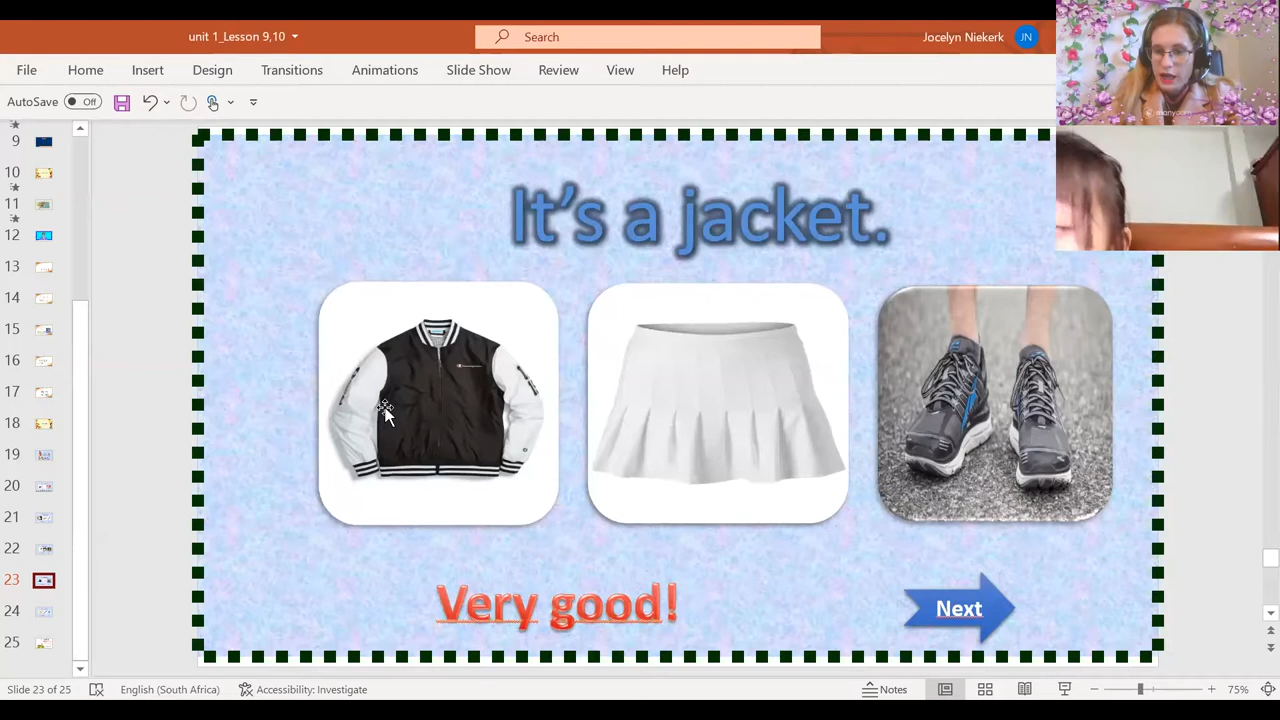 unit 1_Lesson 9,10
Search
Jocelyn Niekerk
JN
File Home Insert Design Transitions Animations Slide Show Review View Help
AutoSave Off
9
10
11
12
13
14
15
16
17
18
19
20
21
22
23
24
25
It's a jacket.
Very good!
Next
Slide 23 of 25
English (South Africa)
Accessibility: Investigate
Notes
75%